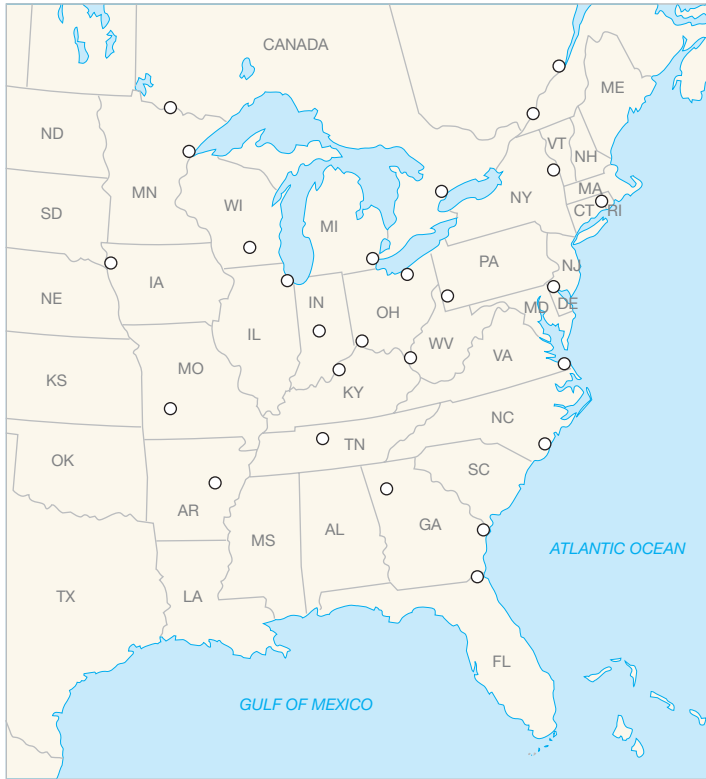 CANADA
ME
ND
VT
NH
MN
MA
NY
WI
CT RI
SD
MI
PA
NJ
IA
NE
IN
MD DE
OH
IL
WV
VA
MO
KS
KY
NC
TN
OK
SC
AR
GA
MS
AL
ATLANTIC OCEAN
TX
LA
FL
GULF OF MEXICO